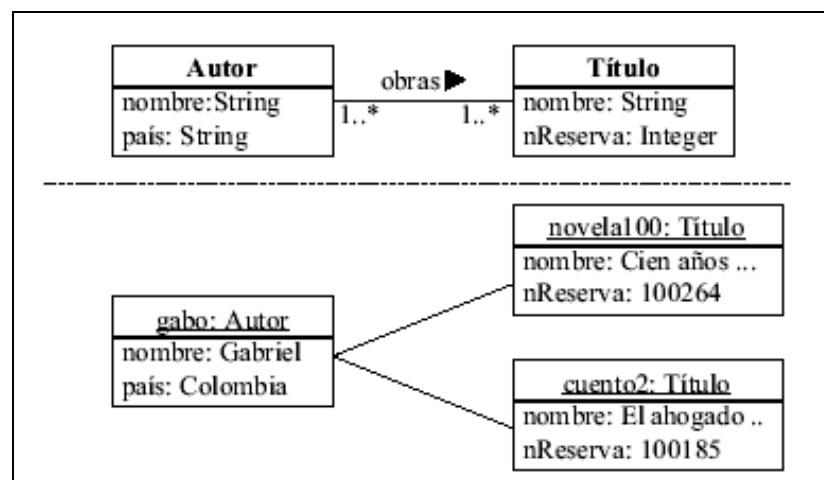 Autor
nombre:String
país: String
obras
1..*
1..*
Título
nombre: String
nReserva: Integer
gabo: Autor
nombre: Gabriel
país: Colombia
novela100: Título
nombre: Cien años ...
nReserva: 100264
cuento2: Título
nombre: El ahogado ..
nReserva: 100185